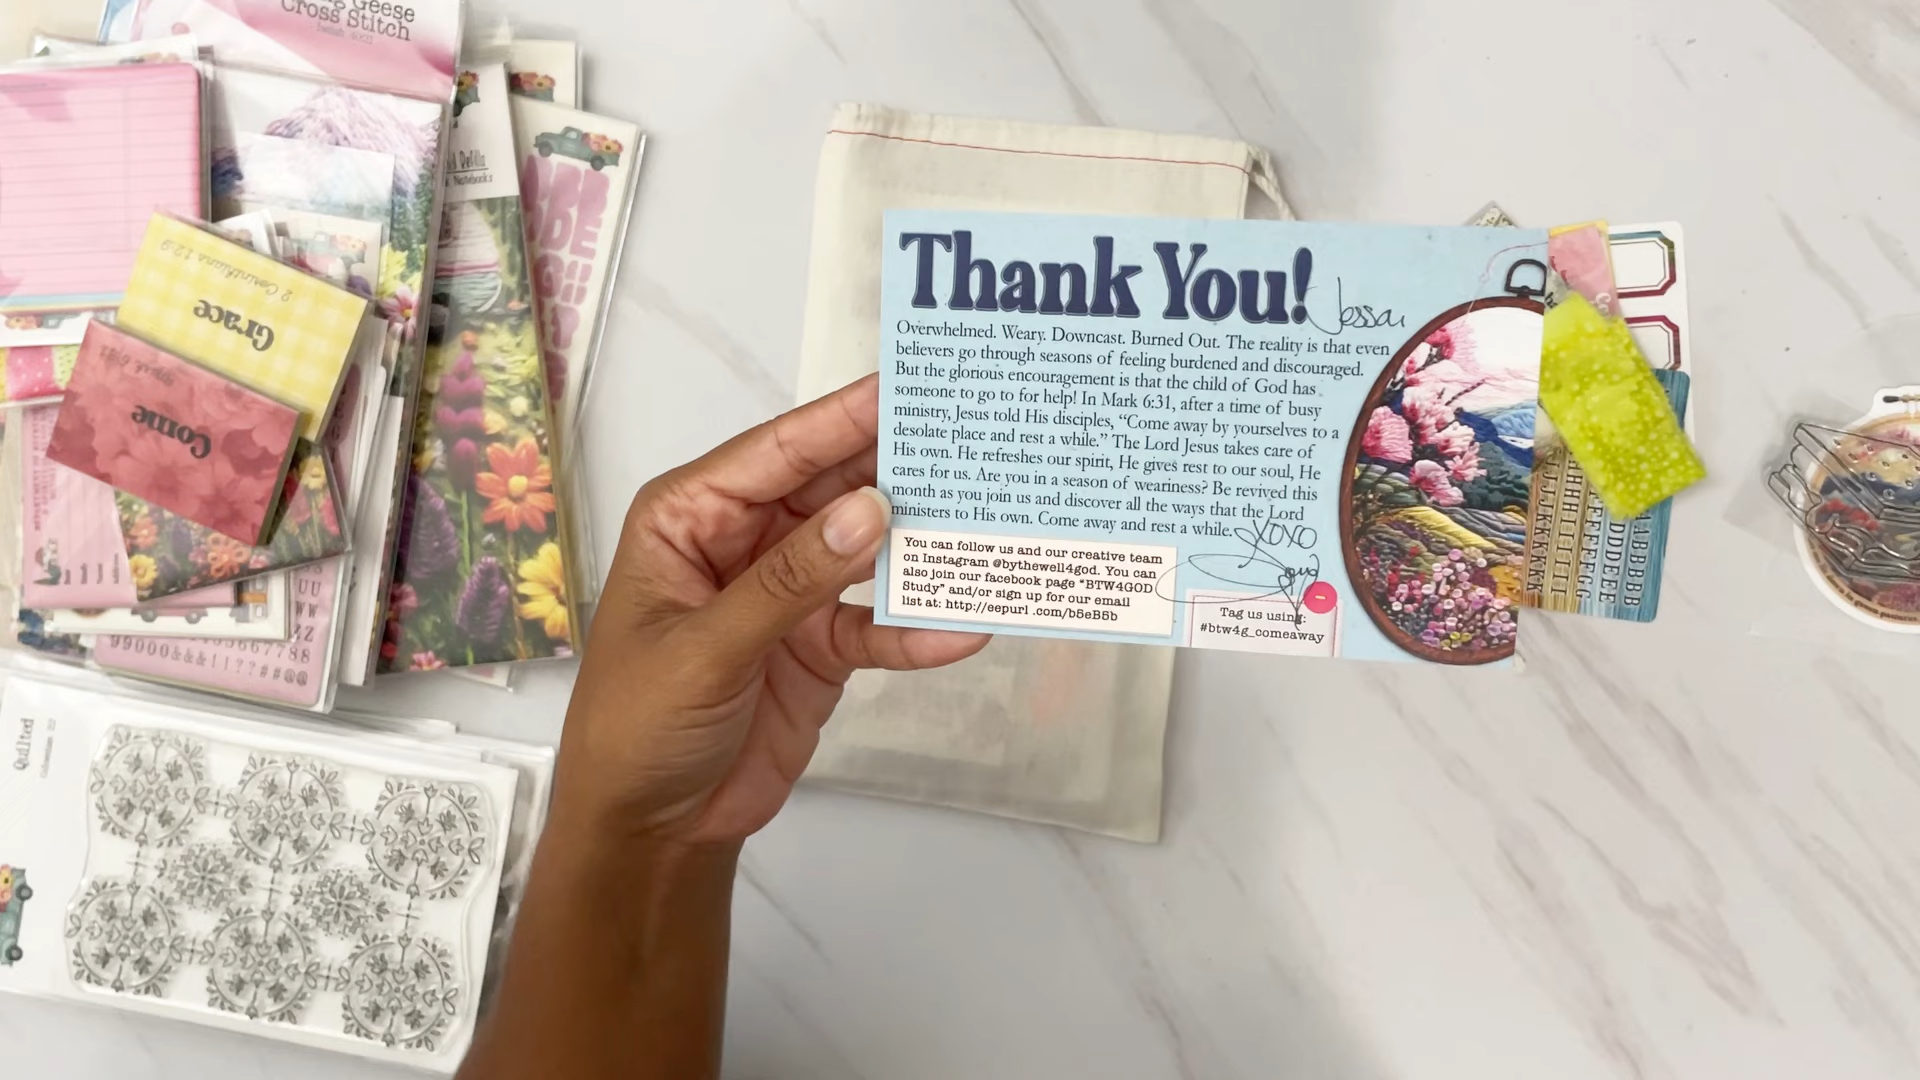 Geese
Cross Stitch
Notebooks
2 Corinthians 12:9
Grace
Come
Thank You!
Overwhelmed. Weary. Downcast. Burned Out. The reality is that even
believers go through seasons of feeling burdened and discouraged.
But the glorious encouragement is that the child of God has
someone to go to for help! In Mark 6:31, after a time of busy
ministry, Jesus told His disciples, “Come away by yourselves to a
desolate place and rest a while.” The Lord Jesus takes care of
His own. He refreshes our spirit, He gives rest to our soul, He
cares for us. Are you in a season of weariness? Be revived this
month as you join us and discover all the ways that the Lord
ministers to His own. Come away and rest a while.
XOXO
You can follow us and our creative team
on Instagram @bythewell4god. You can
also join our facebook page “BTW4GOD
Study” and/or sign up for our email
list at: http://eepurl .com/b5eB5b
Tag us using:
#btw4g_comeaway
Quilted